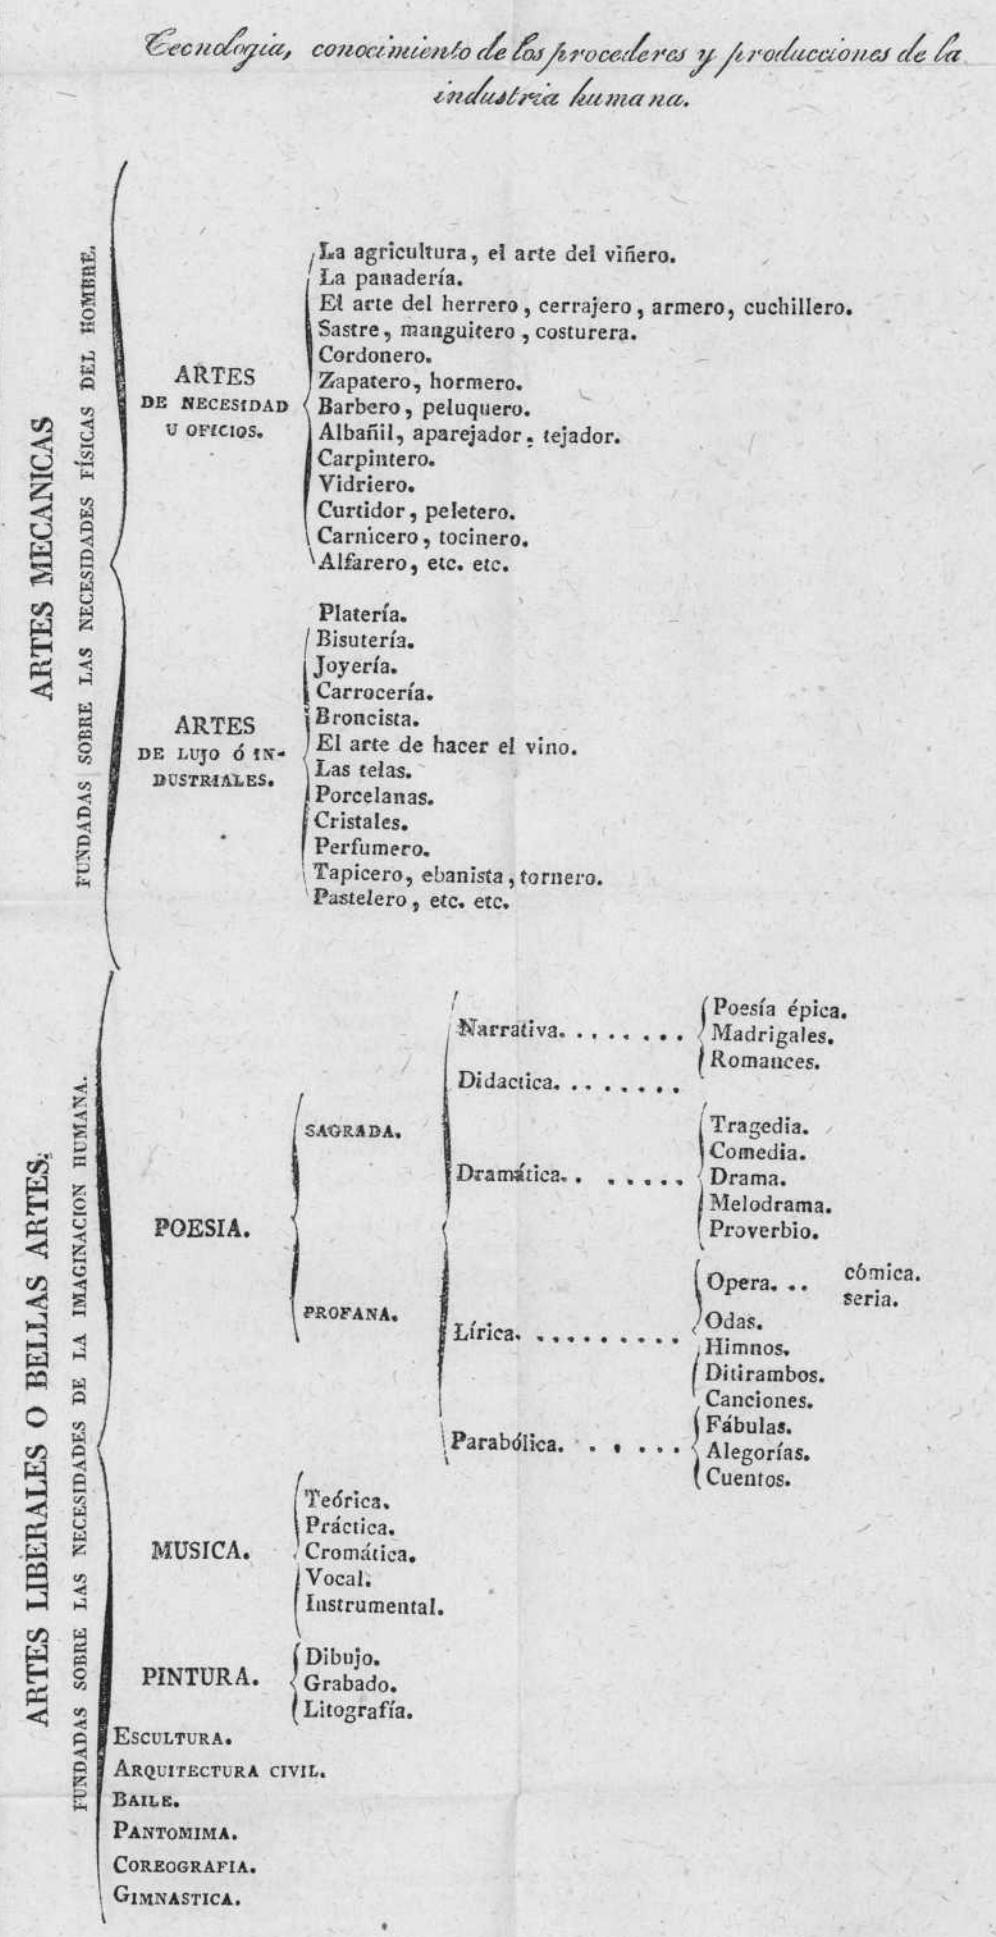 Tecnologia, conocimiento de los procederes y producciones de la
industria humana.
ARTES MECANICAS
FUNDADAS SOBRE LAS NECESIDADES FÍSICAS DEL HOMBRE.
ARTES
DE NECESIDAD
U OFICIOS.
La agricultura, el arte del viñero.
La panadería.
El arte del herrero, cerrajero, armero, cuchillero.
Sastre, manguitero, costurera.
Cordonero.
Zapatero, hormero.
Barbero, peluquero.
Albañil, aparejador, tejador.
Carpintero.
Vidriero.
Curtidor, peletero.
Carnicero, tocinero.
Alfarero, etc. etc.
ARTES
DE LUJO Ó IN-
DUSTRIALES.
Platería.
Bisutería.
Joyería.
Carrocería.
Broncista.
El arte de hacer el vino.
Las telas.
Porcelanas.
Cristales.
Perfumero.
Tapicero, ebanista, tornero.
Pastelero, etc. etc.
ARTES LIBERALES O BELLAS ARTES,
FUNDADAS SOBRE LAS NECESIDADES DE LA IMAGINACION HUMANA.
POESIA.
SAGRADA.
PROFANA.
Narrativa. . . . . . . .
Poesía épica.
Madrigales.
Romances.
Didactica. . . . . . . .
Dramática. . . . . . .
Tragedia.
Comedia.
Drama.
Melodrama.
Proverbio.
Lírica. . . . . . . . . .
Opera. . .
cómica.
seria.
Odas.
Himnos.
Ditirambos.
Canciones.
Parabólica. . . . . . .
Fábulas.
Alegorías.
Cuentos.
MUSICA.
Teórica.
Práctica.
Cromática.
Vocal.
Instrumental.
PINTURA.
Dibujo.
Grabado.
Litografía.
ESCULTURA.
ARQUITECTURA CIVIL.
BAILE.
PANTOMIMA.
COREOGRAFIA.
GIMNASTICA.